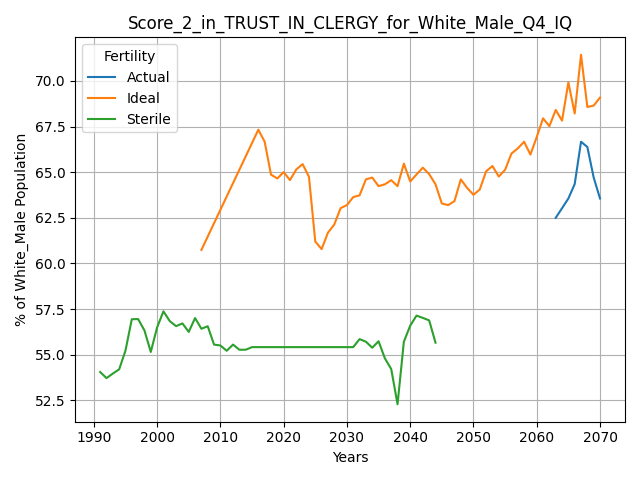 Score_2_in_TRUST_IN_CLERGY_for_White_Male_Q4_IQ
Fertility
Actual
Ideal
Sterile
% of White_Male Population
70.0
67.5
65.0
62.5
60.0
57.5
55.0
52.5
1990 2000 2010 2020 2030 2040 2050 2060 2070
Years